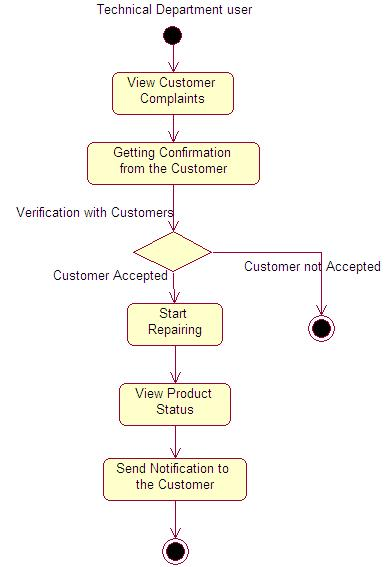 Technical Department user
View Customer
Complaints
Getting Confirmation
from the Customer
Verification with Customers
Customer Accepted
Customer not Accepted
Start
Repairing
View Product
Status
Send Notification to
the Customer